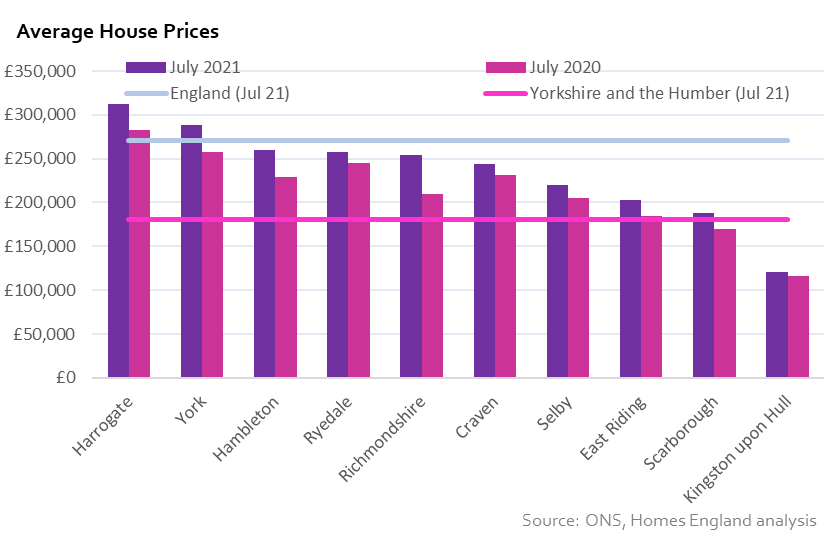 Average House Prices
July 2021
July 2020
England (Jul 21)
Yorkshire and the Humber (Jul 21)
£350,000
£300,000
£250,000
£200,000
£150,000
£100,000
£50,000
£0
Harrogate
York
Hambleton
Ryedale
Richmondshire
Craven
Selby
East Riding
Scarborough
Kingston upon Hull
Source: ONS, Homes England analysis